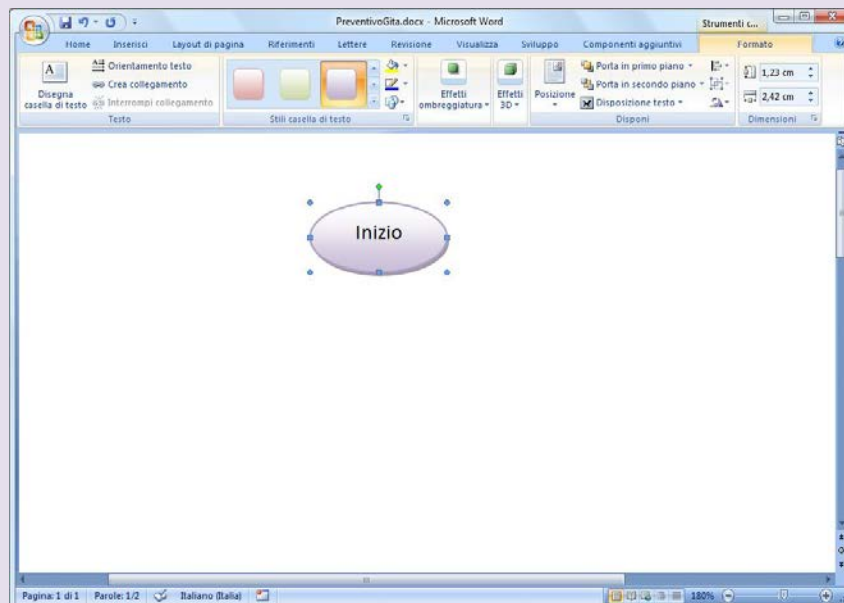 PreventivoGita.docx - Microsoft Word
Strumenti c...
Home Inserisci Layout di pagina Riferimenti Lettere Revisione Visualizza Sviluppo Componenti aggiuntivi Formato
A
Disegna
casella di testo
Orientamento testo
Crea collegamento
Interrompi collegamento
Testo
Stili casella di testo
Effetti
ombreggiatura
Effetti
3D
Posizione
Porta in primo piano
Porta in secondo piano
Disposizione testo
Disponi
1,23 cm
2,42 cm
Dimensioni
Inizio
Pagina: 1 di 1 Parole: 1/2 Italiano (Italia) 180%